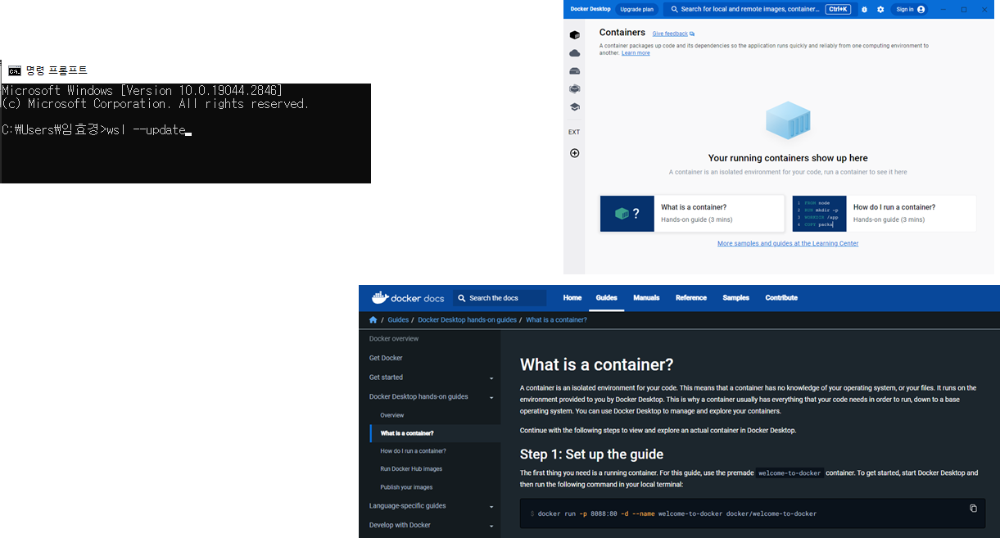 명령 프롬프트
Microsoft Windows [Version 10.0.19044.2846]
(c) Microsoft Corporation. All rights reserved.
C:₩Users₩임효경>wsl --update
Docker Desktop
Upgrade plan
Search for local and remote images, container...
Ctrl+K
Sign in
Containers
Give feedback
A container packages up code and its dependencies so the application runs quickly and reliably from one computing environment to
another. Learn more
EXT
Your running containers show up here
A container is an isolated environment for your code, run a container to see it here
?
What is a container?
Hands-on guide (3 mins)
1 FROM node
2 RUN mkdir -p
3 WORKDIR /app
4 COPY packa
How do I run a container?
Hands-on guide (3 mins)
More samples and guides at the Learning Center
docker docs
Search the docs
Home
Guides
Manuals
Reference
Samples
Contribute
/ Guides / Docker Desktop hands-on guides / What is a container?
Docker overview
Get Docker
Get started
Docker Desktop hands-on guides
Overview
What is a container?
How do I run a container?
Run Docker Hub images
Publish your images
Language-specific guides
Develop with Docker
What is a container?
A container is an isolated environment for your code. This means that a container has no knowledge of your operating system, or your files. It runs on the
environment provided to you by Docker Desktop. This is why a container usually has everything that your code needs in order to run, down to a base
operating system. You can use Docker Desktop to manage and explore your containers.
Continue with the following steps to view and explore an actual container in Docker Desktop.
Step 1: Set up the guide
The first thing you need is a running container. For this guide, use the premade welcome-to-docker container. To get started, start Docker Desktop and
then run the following command in your local terminal:
$ docker run -p 8088:80 -d --name welcome-to-docker docker/welcome-to-docker